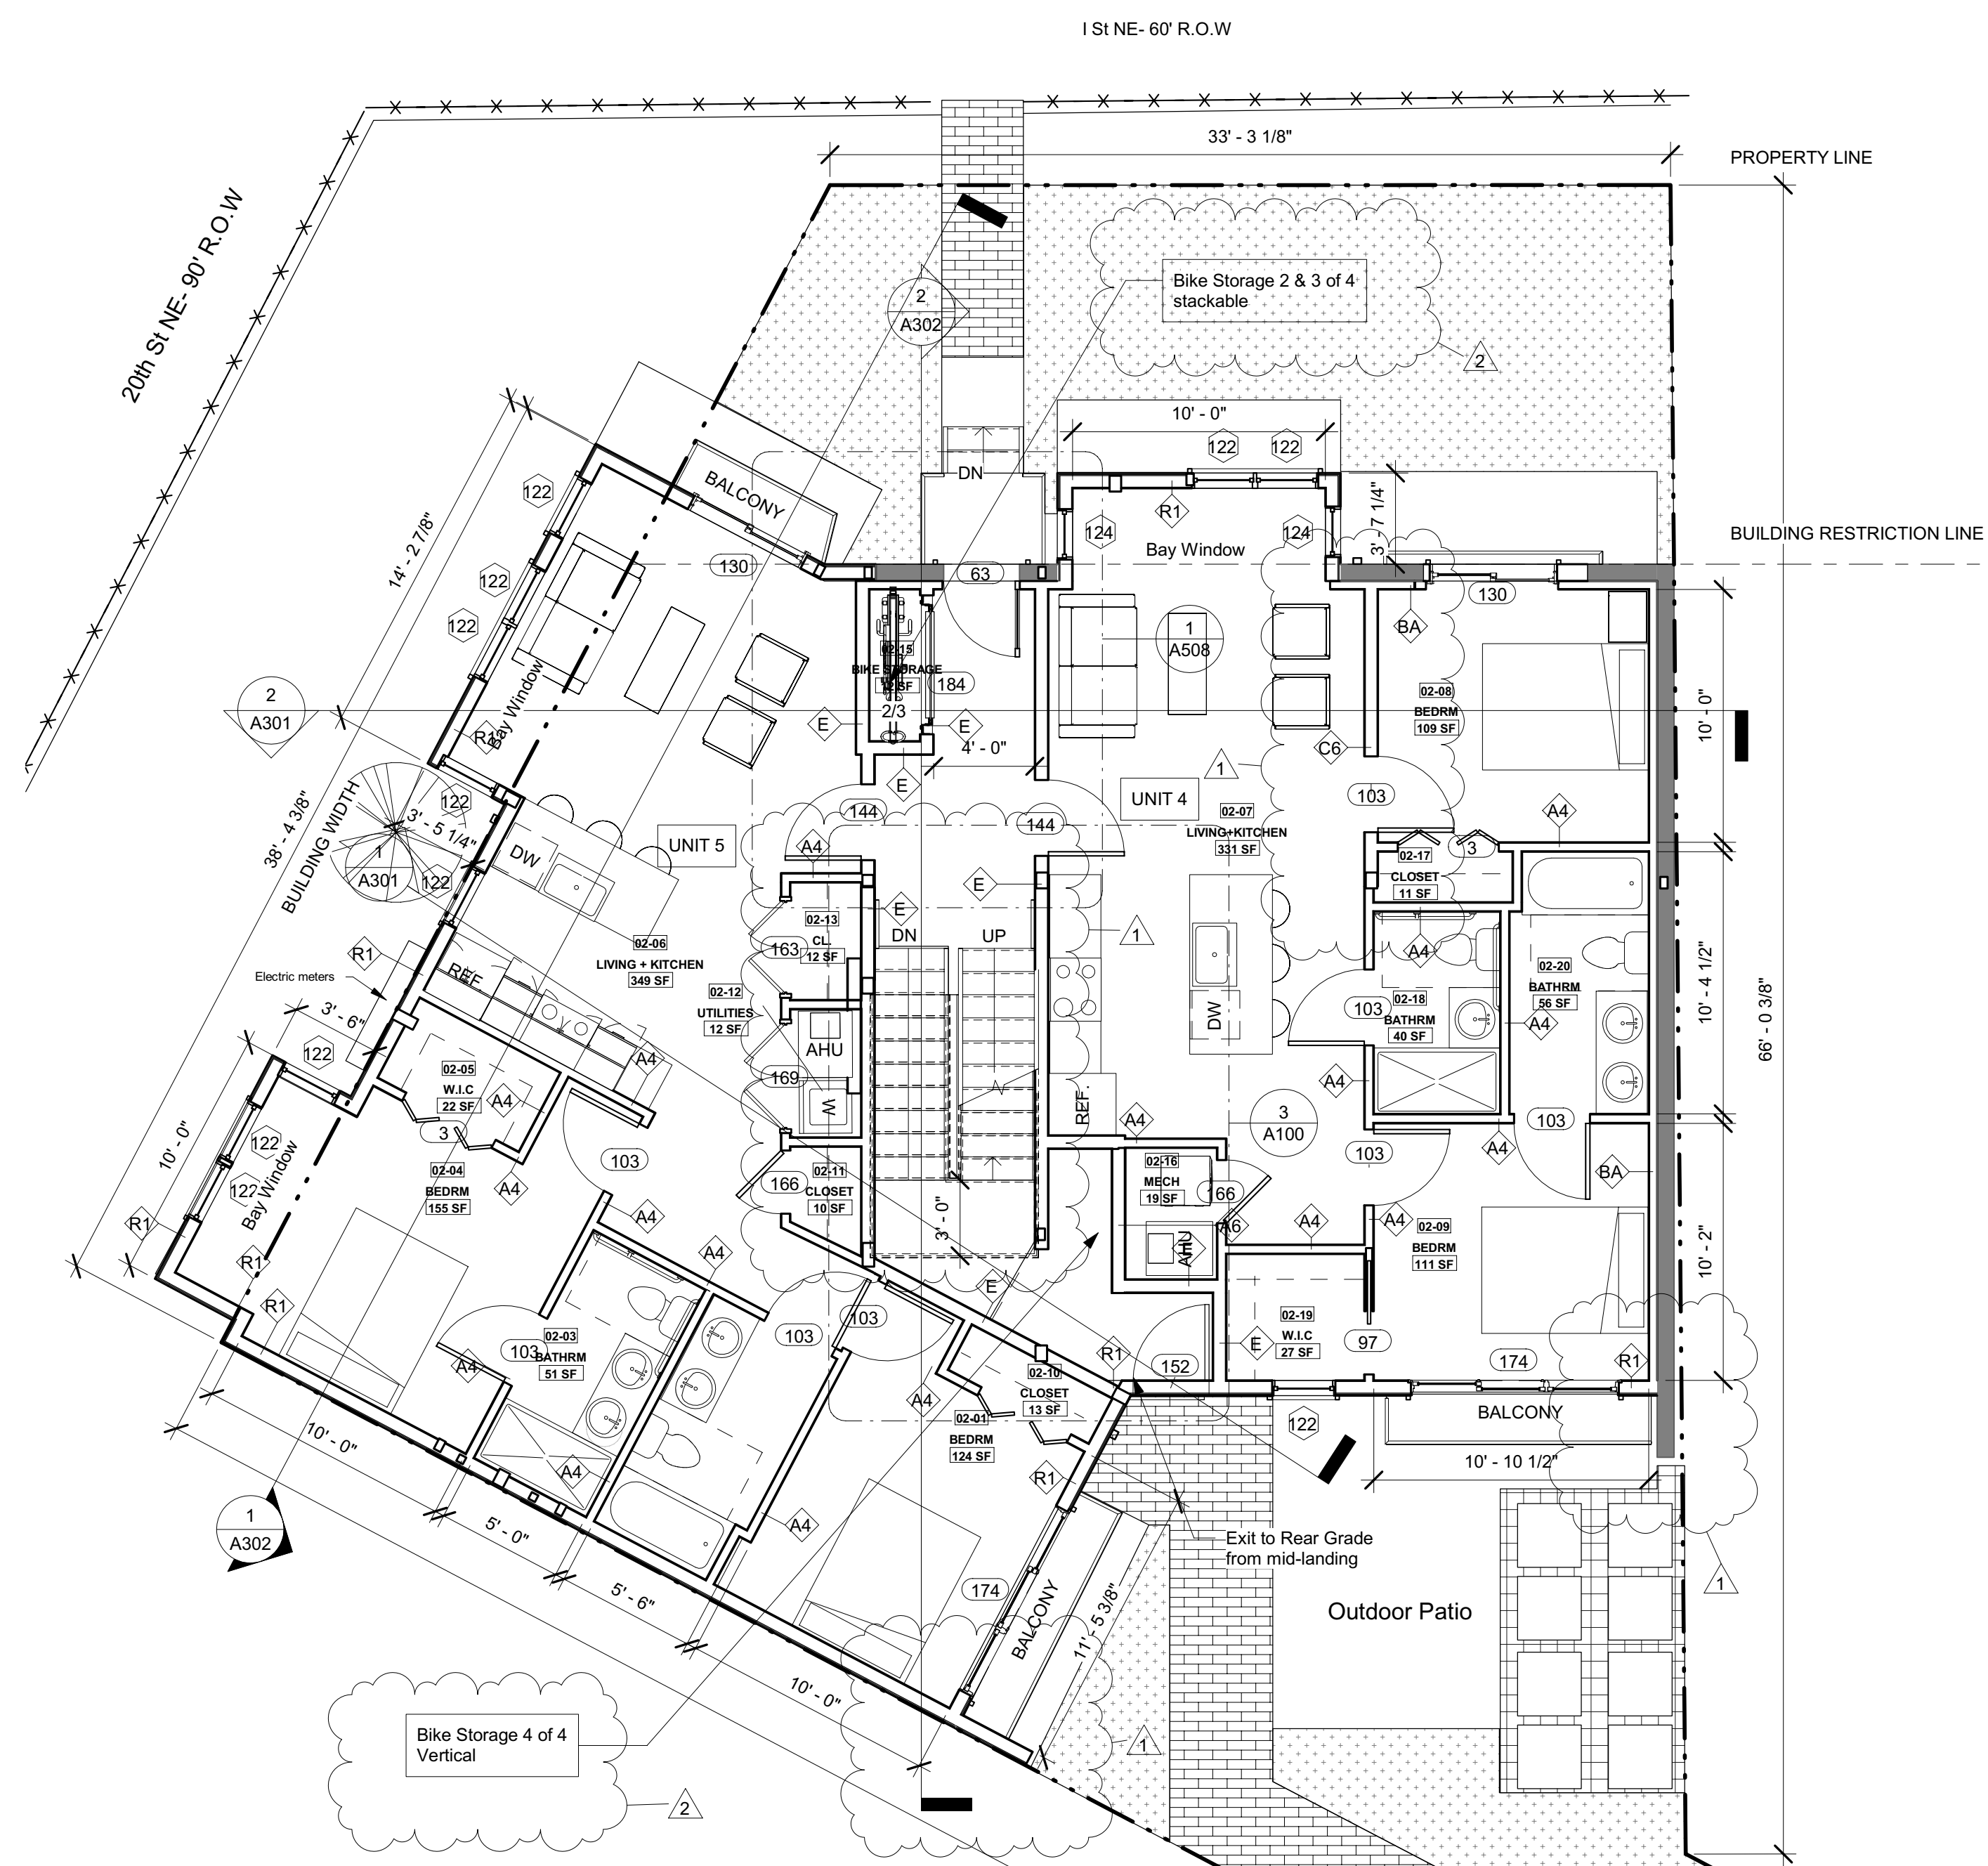 I St NE- 60' R.O.W
33' - 3 1/8"
PROPERTY LINE
20th St NE- 90' R.O.W
2
A302
Bike Storage 2 & 3 of 4
stackable
2
10' - 0"
122
122
DN
BALCONY
122
R1
124
124
Bay Window
3' - 7 1/4"
BUILDING RESTRICTION LINE
14' - 2 7/8"
130
63
130
122
122
BA
1
A508
02-15
BIKE STORAGE
12 SF
184
2/3
02-08
BEDRM
109 SF
10' - 0"
2
A301
R1
Bay Window
E
E
4' - 0"
C6
E
1
UNIT 4
103
A4
122
3' - 5 1/4"
38' - 4 3/8"
BUILDING WIDTH
144
144
02-07
LIVING+KITCHEN
331 SF
UNIT 5
DW
A4
3
02-17
CLOSET
11 SF
1
A301
122
E
E
02-13
CL.
12 SF
DN
UP
1
163
A4
R1
02-06
LIVING + KITCHEN
349 SF
REF.
Electric meters
02-12
UTILITIES
12 SF
02-20
BATHRM
56 SF
10' - 4 1/2"
66' - 0 3/8"
103
02-18
BATHRM
40 SF
A4
DW
3' - 6"
AHU
A4
122
169
W
A4
REF.
02-05
W.I.C
22 SF
A4
3
A4
3
A100
103
103
A4
10' - 0"
122
122
Bay Window
103
02-04
BEDRM
155 SF
A4
166
02-11
CLOSET
10 SF
02-16
MECH
19 SF
166
BA
R1
A4
3' - 0"
A6
A4
A4
02-09
BEDRM
111 SF
10' - 2"
AHU
E
R1
A4
E
R1
103
103
02-03
BATHRM
51 SF
103
A4
02-19
W.I.C
27 SF
E
97
R1
152
174
R1
A4
02-10
CLOSET
13 SF
02-01
BEDRM
124 SF
BALCONY
122
10' - 10 1/2"
10' - 0"
A4
R1
1
A302
5' - 0"
A4
Exit to Rear Grade
from mid-landing
5' - 6"
174
BALCONY
11' - 5 3/8"
1
Outdoor Patio
10' - 0"
Bike Storage 4 of 4
Vertical
1
2